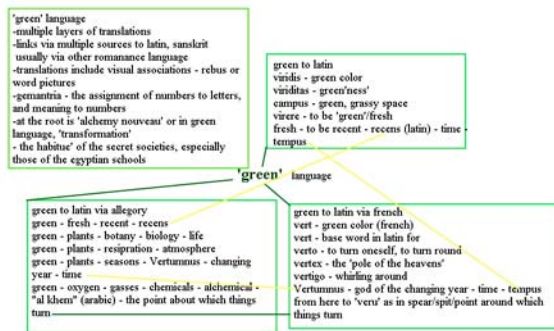 'green' language
-multiple layers of translations
-links via multiple sources to latin, sanskrit
usually via other romanance language
-translations include visual associations - rebus or
word pictures
-gemantria - the assignment of numbers to letters,
and meaning to numbers
-at the root is 'alchemy nouveau' or in green
language, 'transformation'
- the habitue' of the secret societies, especially
those of the egyptian schools
green to latin
viridis - green color
viriditas - green'ness'
campus - green, grassy space
virere - to be 'green'/fresh
fresh - to be recent - recens (latin) - time -
tempus
'green' language
green to latin via allegory
green - fresh - recent - recens
green - plants - botany - biology - life
green - plants - respiration - atmosphere
green - plants - seasons - Vertumnus - changing
year - time
green - oxygen - gasses - chemicals - alchemical -
"al khem" (arabic) - the point about which things
turn
green to latin via french
vert - green color (french)
vert - base word in latin for
verto - to turn oneself, to turn round
vertex - the 'pole of the heavens'
vertigo - whirling around
Vertumnus - god of the changing year - time - tempus
from here to 'veru' as in spear/spit/point around which
things turn